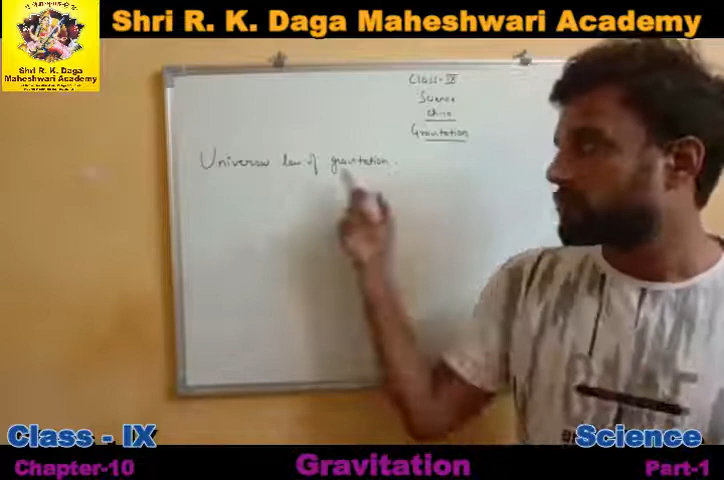 Shri R. K. Daga Maheshwari Academy
Shri R. K. Daga
Maheshwari Academy
Class-IX
Science
Ch:10
Gravitation
Universal law of gravitation.
Class - IX
Science
Chapter-10
Gravitation
Part-1